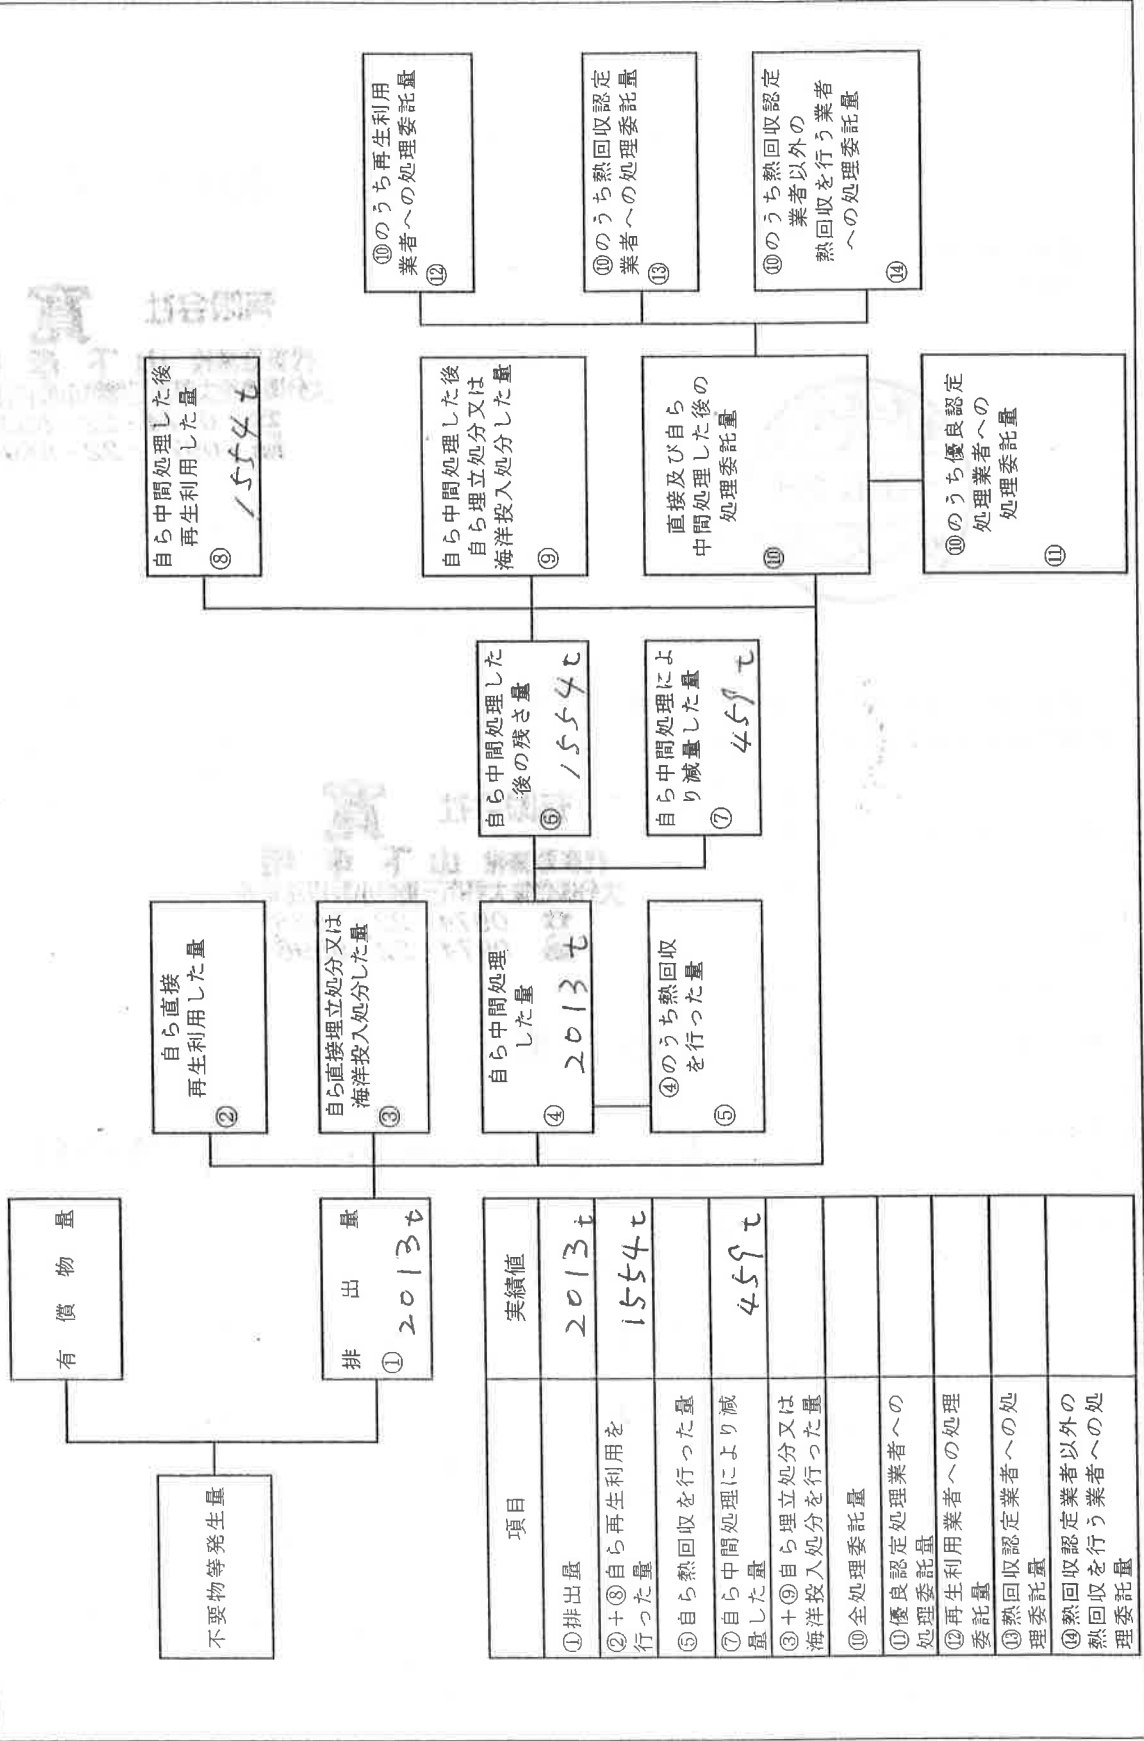 有償物量
不要物等発生量
排出量
① 2013t
自ら直接
再生利用した量
②
自ら直接埋立処分又は
海洋投入処分した量
③
自ら中間処理
した量
④ 2013 t
④のうち熱回収
を行った量
⑤
自ら中間処理した
後の残さ量
⑥ 1554t
自ら中間処理によ
り減量した量
⑦ 459 t
自ら中間処理した後
再生利用した量
⑧ 1554t
自ら中間処理した後
自ら埋立処分又は
海洋投入処分した量
⑨
直接及び自ら
中間処理した後の
処理委託量
⑩
⑩のうち優良認定
処理業者への
処理委託量
⑪
⑩のうち再生利用
業者への処理委託量
⑫
⑩のうち熱回収認定
業者への処理委託量
⑬
⑩のうち熱回収認定
業者以外の
熱回収を行う業者
への処理委託量
⑭
項目 実績値
①排出量 2013t
②+⑧自ら再生利用を
行った量 1554t
⑤自ら熱回収を行った量
⑦自ら中間処理により減
量した量 459 t
③+⑨自ら埋立処分又は
海洋投入処分を行った量
⑩全処理委託量
⑪優良認定処理業者への
処理委託量
⑫再生利用業者への処理
委託量
⑬熱回収認定業者への処
理委託量
⑭熱回収認定業者以外の
熱回収を行う業者への処
理委託量